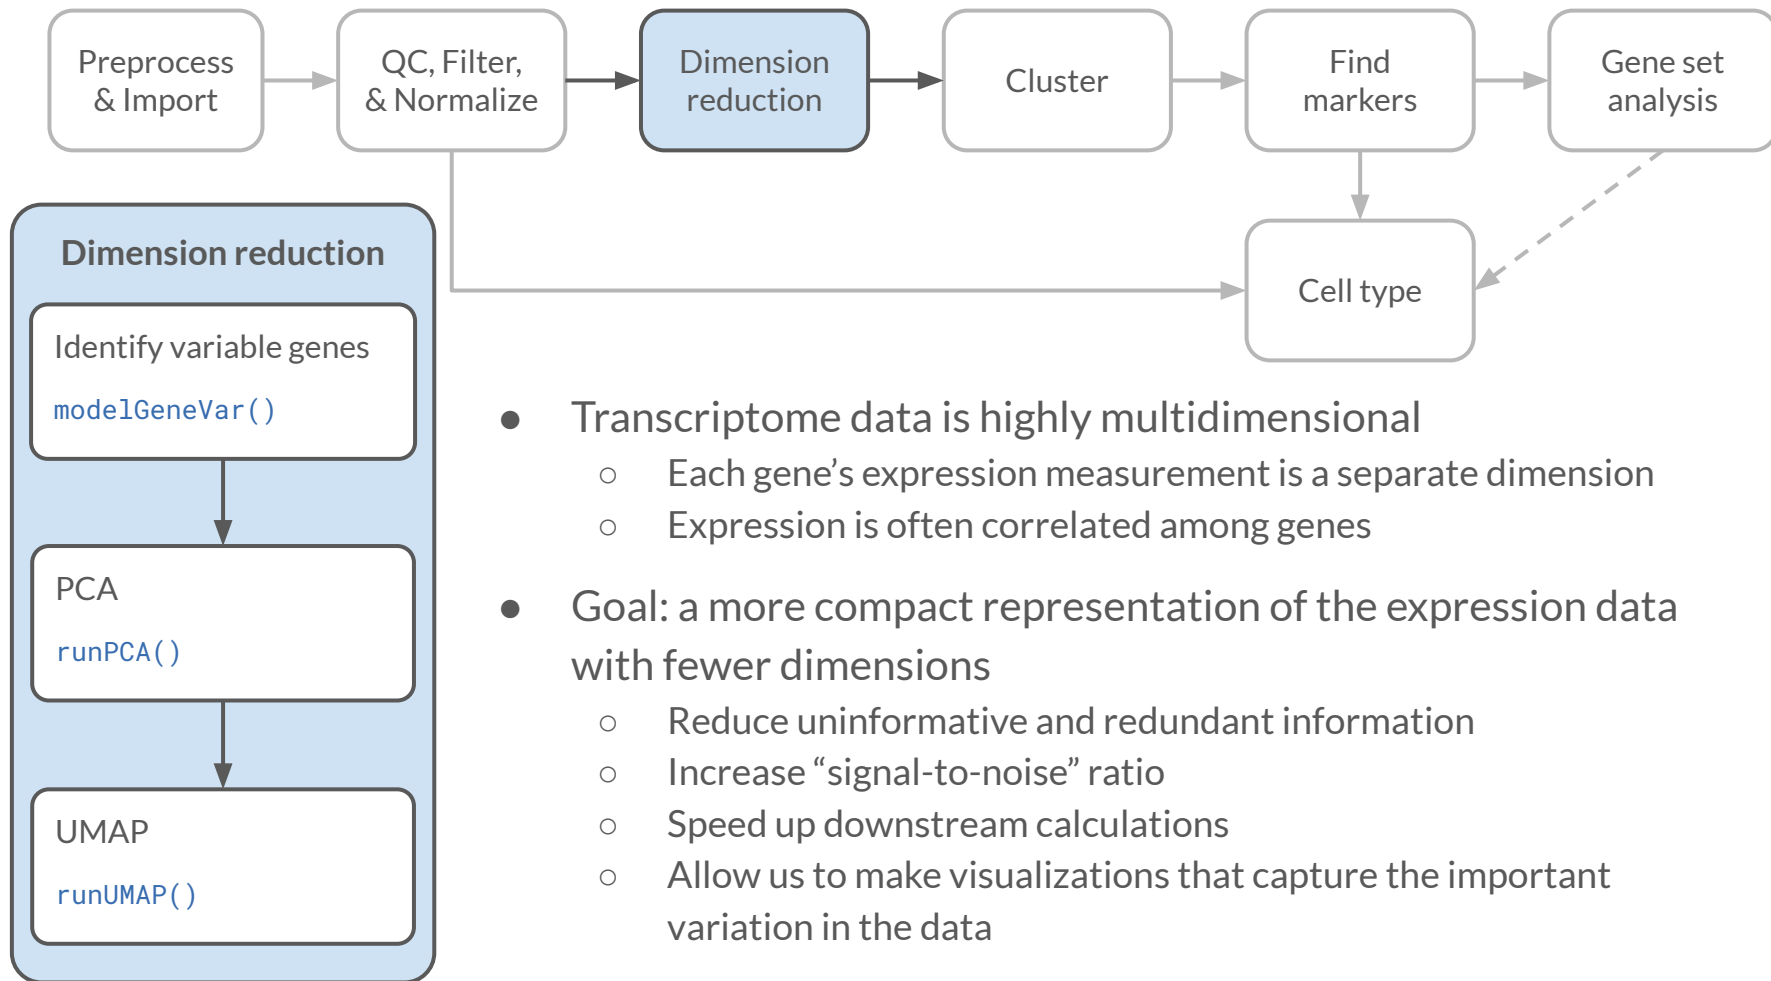 Preprocess
& Import
QC, Filter,
& Normalize
Dimension
reduction
Cluster
Find
markers
Gene set
analysis
Cell type
Dimension reduction
Identify variable genes
modelGeneVar()
PCA
runPCA()
UMAP
runUMAP()
● Transcriptome data is highly multidimensional
○ Each gene’s expression measurement is a separate dimension
○ Expression is often correlated among genes
● Goal: a more compact representation of the expression data
with fewer dimensions
○ Reduce uninformative and redundant information
○ Increase “signal-to-noise” ratio
○ Speed up downstream calculations
○ Allow us to make visualizations that capture the important
variation in the data